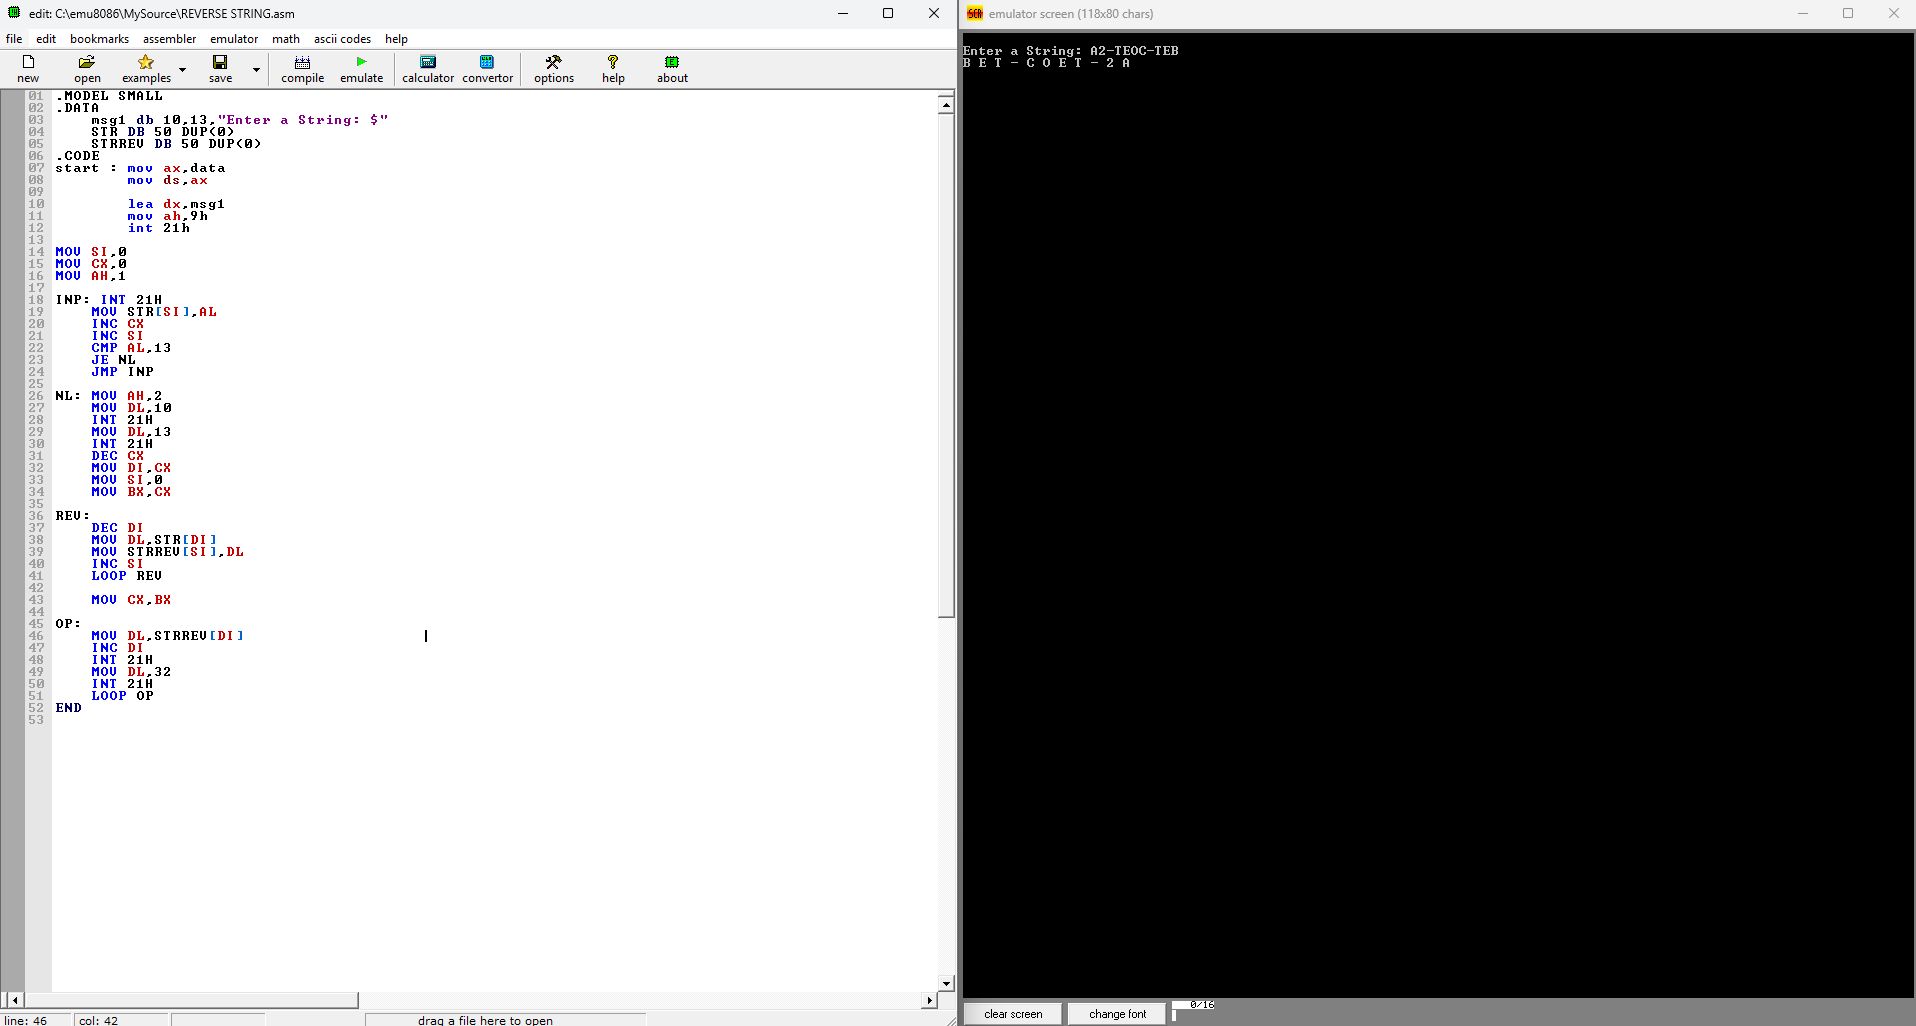 edit: C:\emu8086\MySource\REVERSE STRING.asm
file edit bookmarks assembler emulator math ascii codes help
new open examples save compile emulate calculator convertor options help about
01 .MODEL SMALL
02 .DATA
03     msg1 db 10,13,"Enter a String: $"
04     STR DB 50 DUP(0)
05     STRREV DB 50 DUP(0)
06 .CODE
07 start : mov ax,data
08         mov ds,ax
09
10         lea dx,msg1
11         mov ah,9h
12         int 21h
13
14 MOV SI,0
15 MOV CX,0
16 MOV AH,1
17
18 INP: INT 21H
19     MOV STR[SI],AL
20     INC CX
21     INC SI
22     CMP AL,13
23     JE NL
24     JMP INP
25
26 NL: MOV AH,2
27     MOV DL,10
28     INT 21H
29     MOV DL,13
30     INT 21H
31     DEC CX
32     MOV DI,CX
33     MOV SI,0
34     MOV BX,CX
35
36 REV:
37     DEC DI
38     MOV DL,STR[DI]
39     MOV STRREV[SI],DL
40     INC SI
41     LOOP REV
42
43     MOV CX,BX
44
45 OP:
46     MOV DL,STRREV[DI]
47     INC DI
48     INT 21H
49     MOV DL,32
50     INT 21H
51     LOOP OP
52 END
53
line: 46 col: 42 drag a file here to open
SCR emulator screen (118x80 chars)
Enter a String: A2-TEOC-TEB
B E T - C O E T - 2 A
clear screen change font 0/16